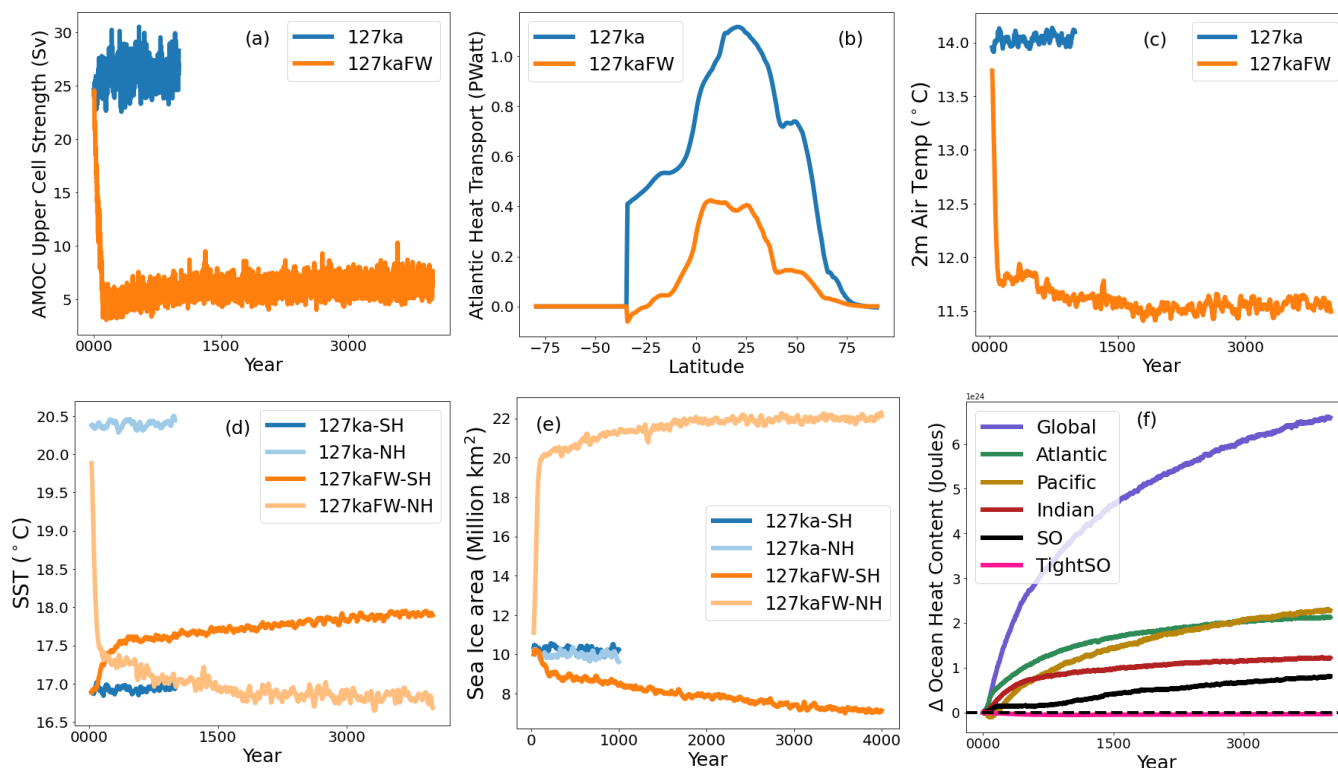 (a)
127ka
127kaFW
AMOC Upper Cell Strength (Sv)
30
25
20
15
10
5
0000
1500
3000
Year
(b)
127ka
127kaFW
Atlantic Heat Transport (PWatt)
1.0
0.8
0.6
0.4
0.2
0.0
−75
−50
−25
0
25
50
75
Latitude
(c)
127ka
127kaFW
2m Air Temp (°C)
14.0
13.5
13.0
12.5
12.0
11.5
0000
1500
3000
Year
(d)
127ka-SH
127ka-NH
127kaFW-SH
127kaFW-NH
SST (°C)
20.5
20.0
19.5
19.0
18.5
18.0
17.5
17.0
16.5
0000
1500
3000
Year
(e)
127ka-SH
127ka-NH
127kaFW-SH
127kaFW-NH
Sea Ice area (Million km²)
22
20
18
16
14
12
10
8
0
1000
2000
3000
4000
Year
1e24
(f)
Global
Atlantic
Pacific
Indian
SO
TightSO
Δ Ocean Heat Content (Joules)
6
5
4
3
2
1
0
0000
1500
3000
Year